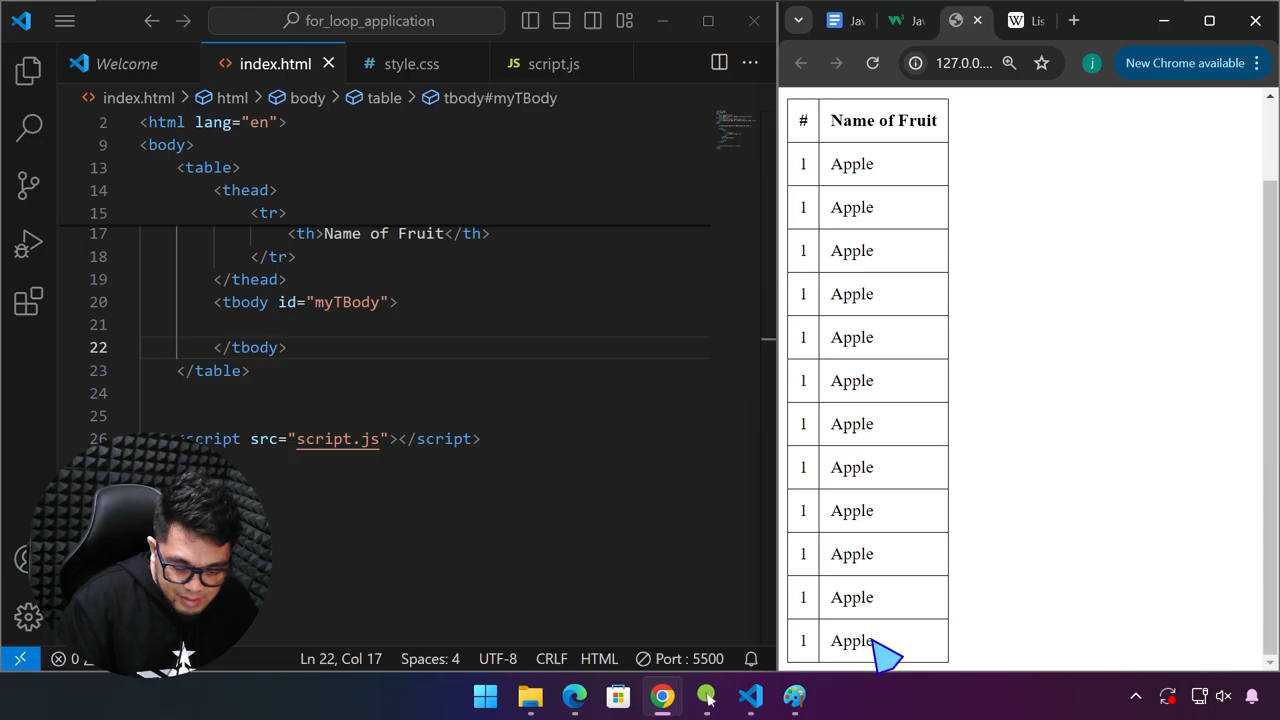 for_loop_application
Welcome
index.html
style.css
JS script.js
index.html > html > body > table > tbody#myTBody
2 <html lang="en">
9 <body>
13 <table>
14 <thead>
15 <tr>
17 <th>Name of Fruit</th>
18 </tr>
19 </thead>
20 <tbody id="myTBody">
21
22 </tbody>
23 </table>
24
25
26 script src="script.js"></script>
0
Ln 22, Col 17
Spaces: 4
UTF-8
CRLF
HTML
Port : 5500
Jav
Jav
W Lis
127.0.0....
j
New Chrome available
# Name of Fruit
1 Apple
1 Apple
1 Apple
1 Apple
1 Apple
1 Apple
1 Apple
1 Apple
1 Apple
1 Apple
1 Apple
1 Apple